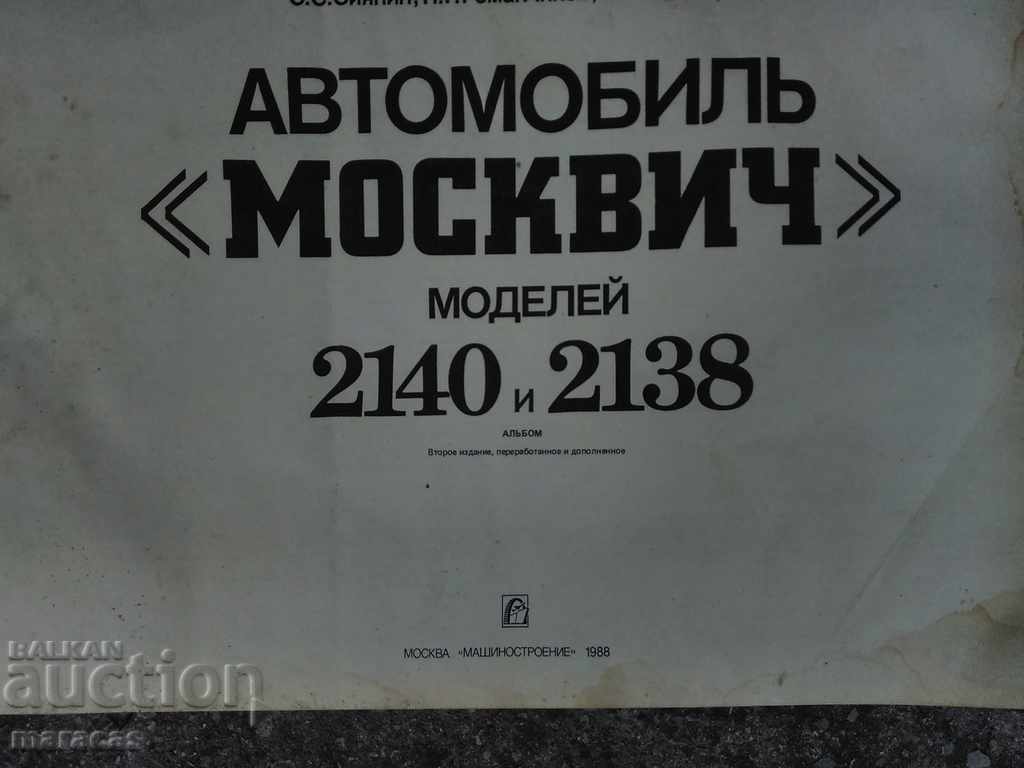 АВТОМОБИЛЬ
«МОСКВИЧ»
МОДЕЛЕЙ
2140 и 2138
АЛЬБОМ
Второе издание, переработанное и дополненное
МОСКВА «МАШИНОСТРОЕНИЕ» 1988
BALKAN
auction
maracas